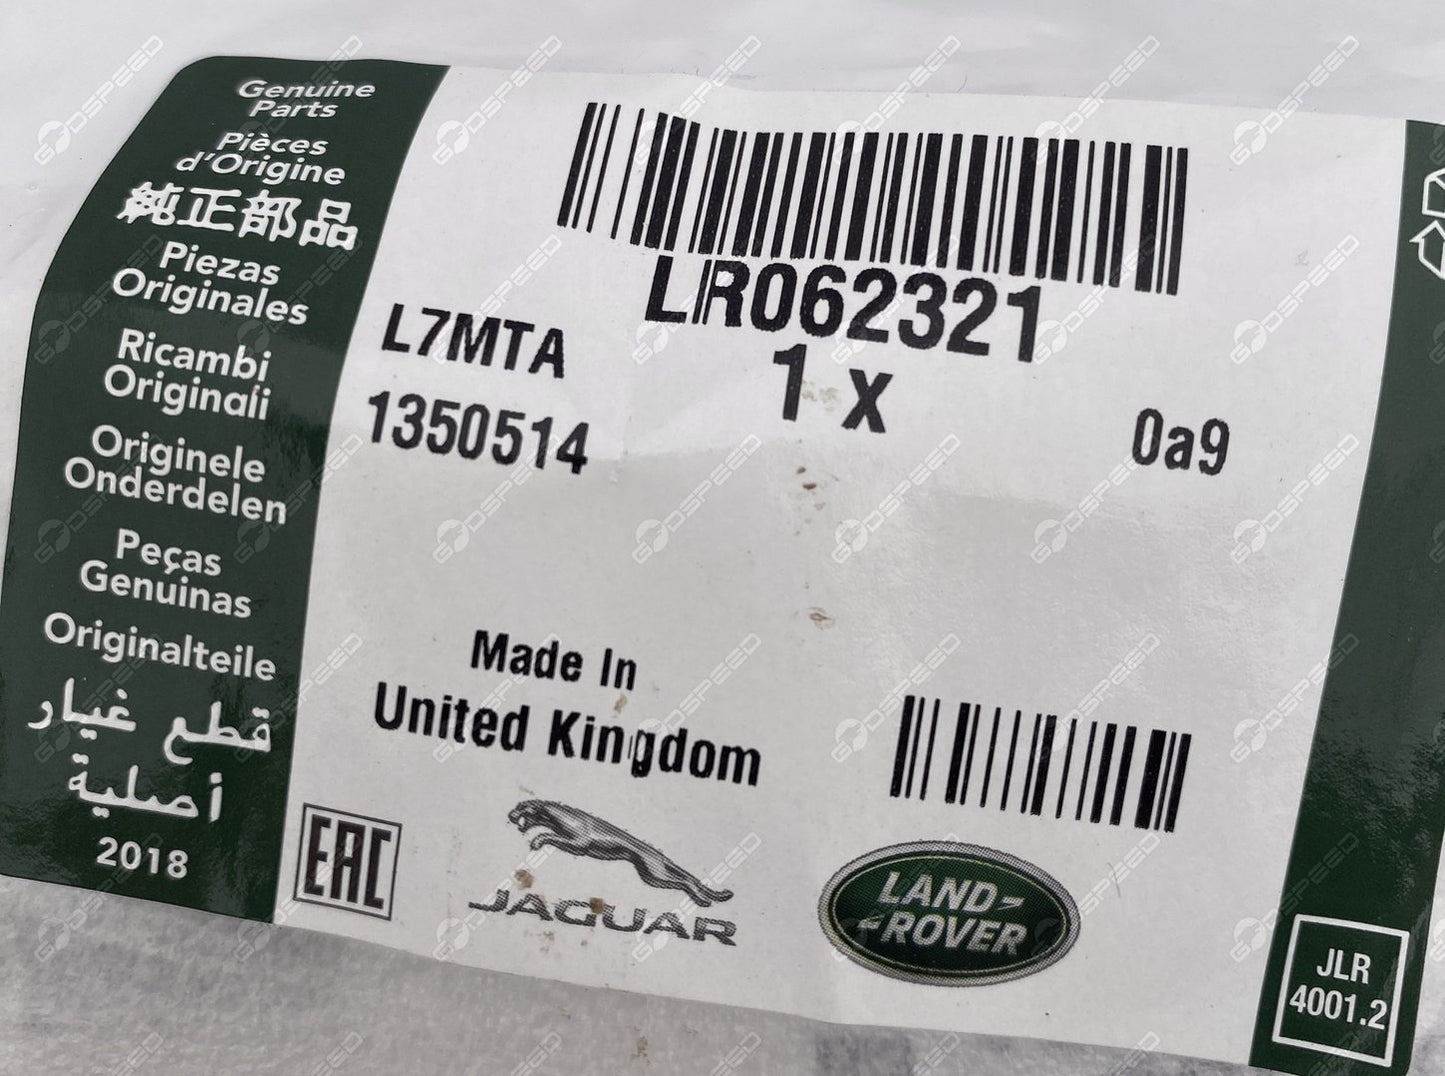 Genuine
Parts
Pièces
d'Origine
純正部品
Piezas
Originales
Ricambi
Originali
Originele
Onderdelen
Peças
Genuinas
Originalteile
قطع غيار
أصلية
2018
LR062321
L7MTA
1 x
1350514
0a9
Made In
United Kingdom
EAC
JAGUAR
LAND-
ROVER
JLR
4001.2
GODSPEED